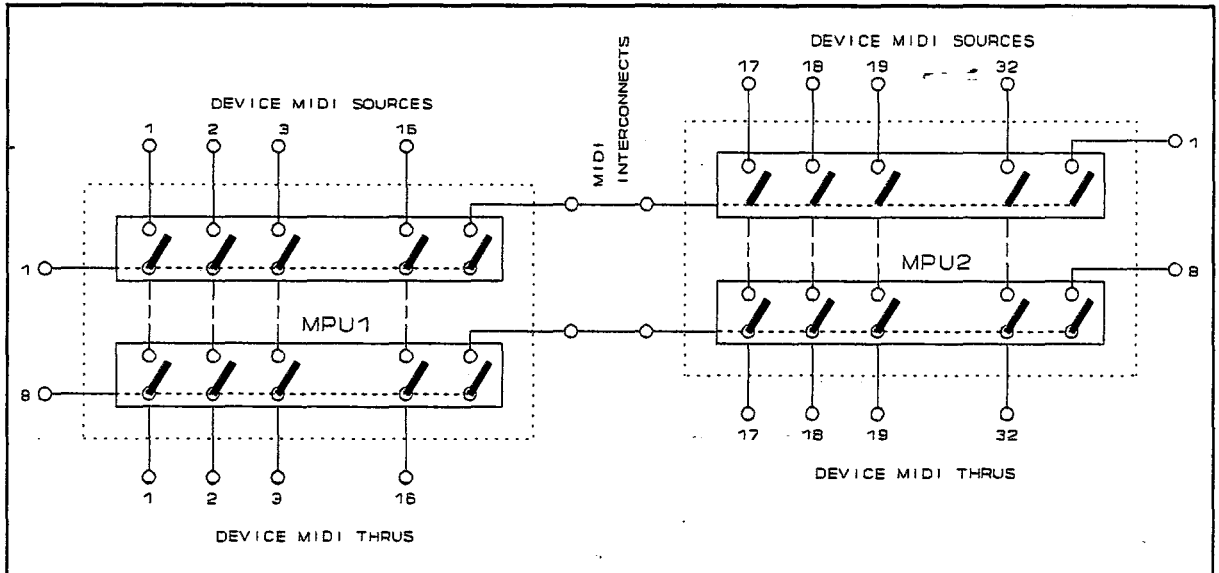 DEVICE MIDI SOURCES
17 18 19 32
MIDI
INTERCONNECTS
DEVICE MIDI SOURCES
1 2 3 16
1
1
MPU2
8
MPU1
8
17 18 19 32
DEVICE MIDI THRUS
1 2 3 16
DEVICE MIDI THRUS